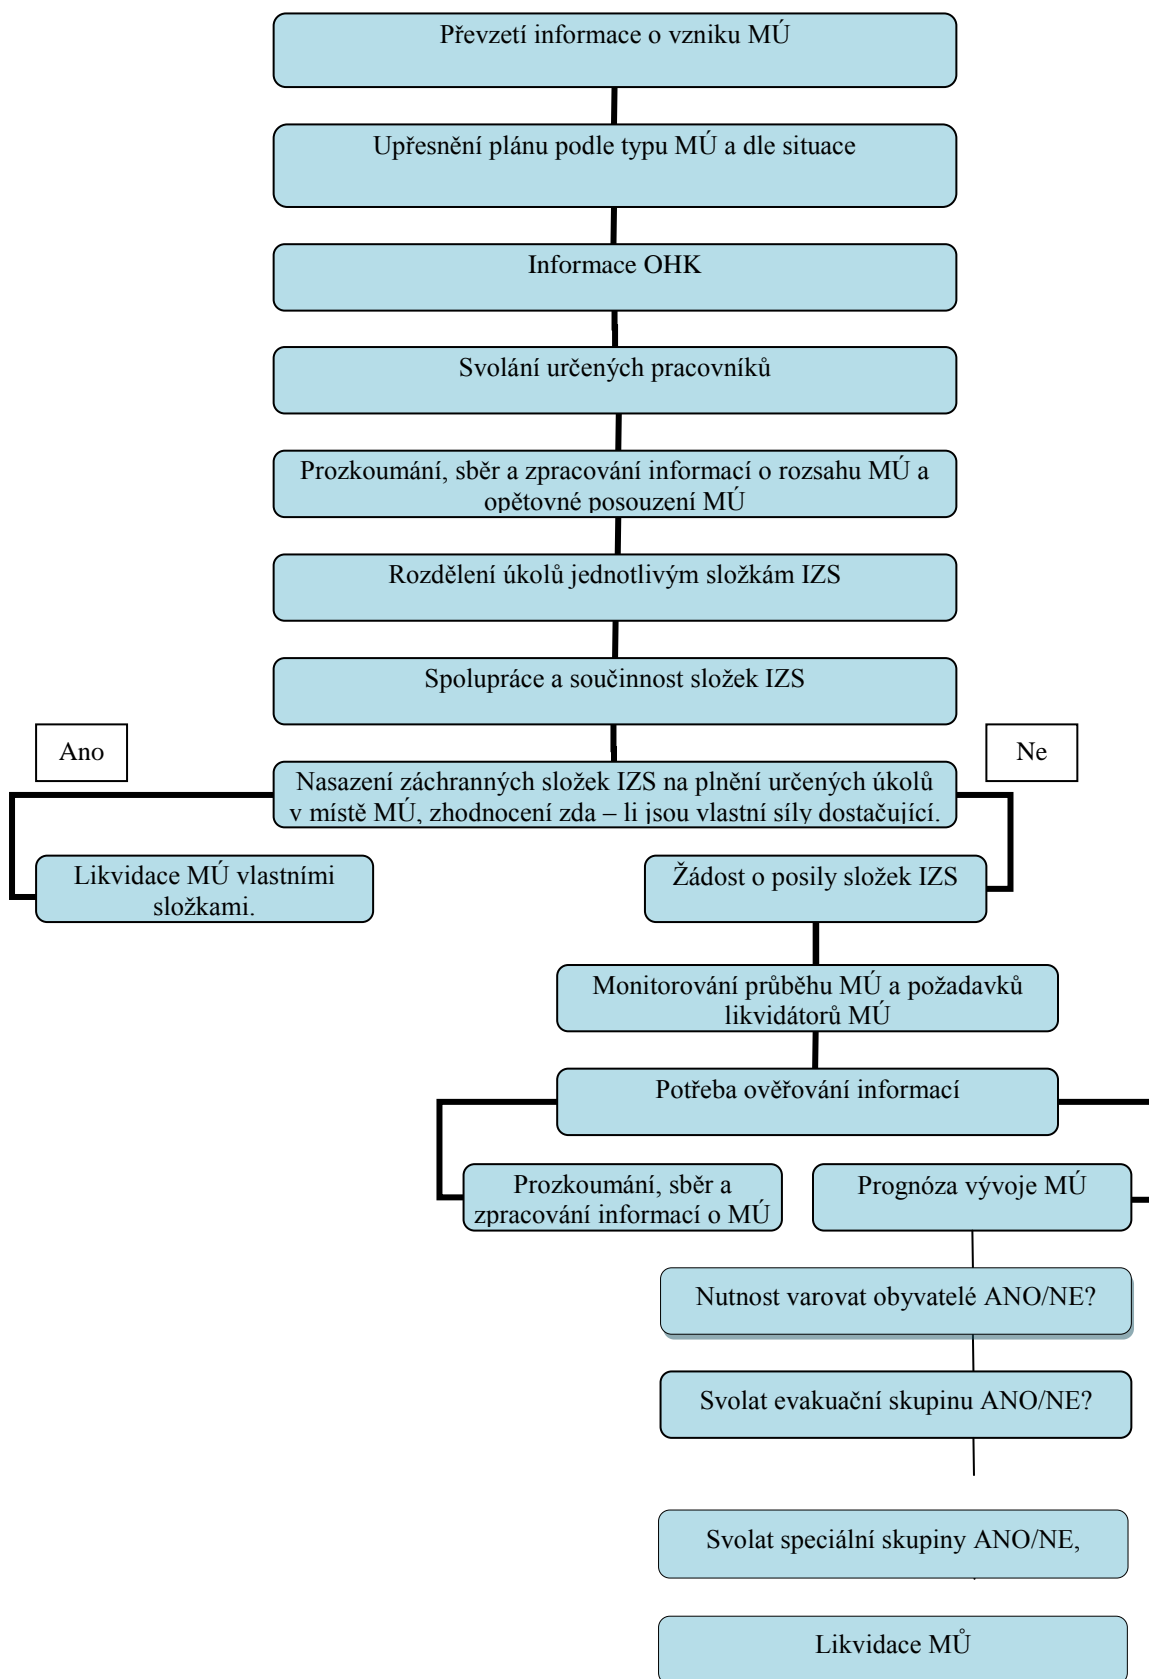 Převzetí informace o vzniku MÚ
Upřesnění plánu podle typu MÚ a dle situace
Informace OHK
Svolání určených pracovníků
Prozkoumání, sběr a zpracování informací o rozsahu MÚ a
opětovné posouzení MÚ
Rozdělení úkolů jednotlivým složkám IZS
Spolupráce a součinnost složek IZS
Ano
Ne
Nasazení záchranných složek IZS na plnění určených úkolů
v místě MÚ, zhodnocení zda – li jsou vlastní síly dostačující.
Likvidace MÚ vlastními
složkami.
Žádost o posily složek IZS
Monitorování průběhu MÚ a požadavků
likvidátorů MÚ
Potřeba ověřování informací
Prozkoumání, sběr a
zpracování informací o MÚ
Prognóza vývoje MÚ
Nutnost varovat obyvatelé ANO/NE?
Svolat evakuační skupinu ANO/NE?
Svolat speciální skupiny ANO/NE,
Likvidace MŮ